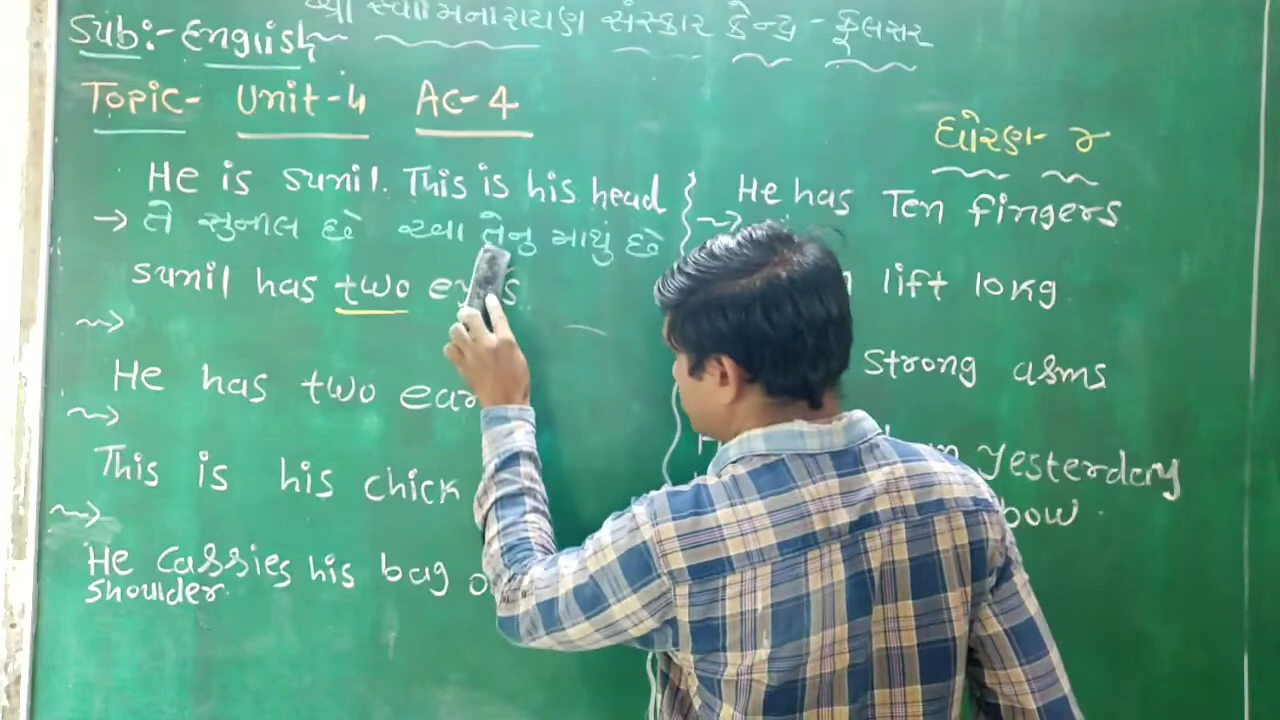 શ્રી સ્વામિનારાયણ સંસ્કાર કેન્દ્ર - ફૂલસર
Sub:- English
Topic- Unit-4 AC-4
ધોરણ- ૪
He is Sunil. This is his head
→ તે સુનીલ છે આ તેનુ માથું છે
Sunil has two eyes
He has two ear
This is his chick
He carries his bag
shoulder.
He has Ten fingers
lift 10kg
Strong arms
Yesterday
bow.